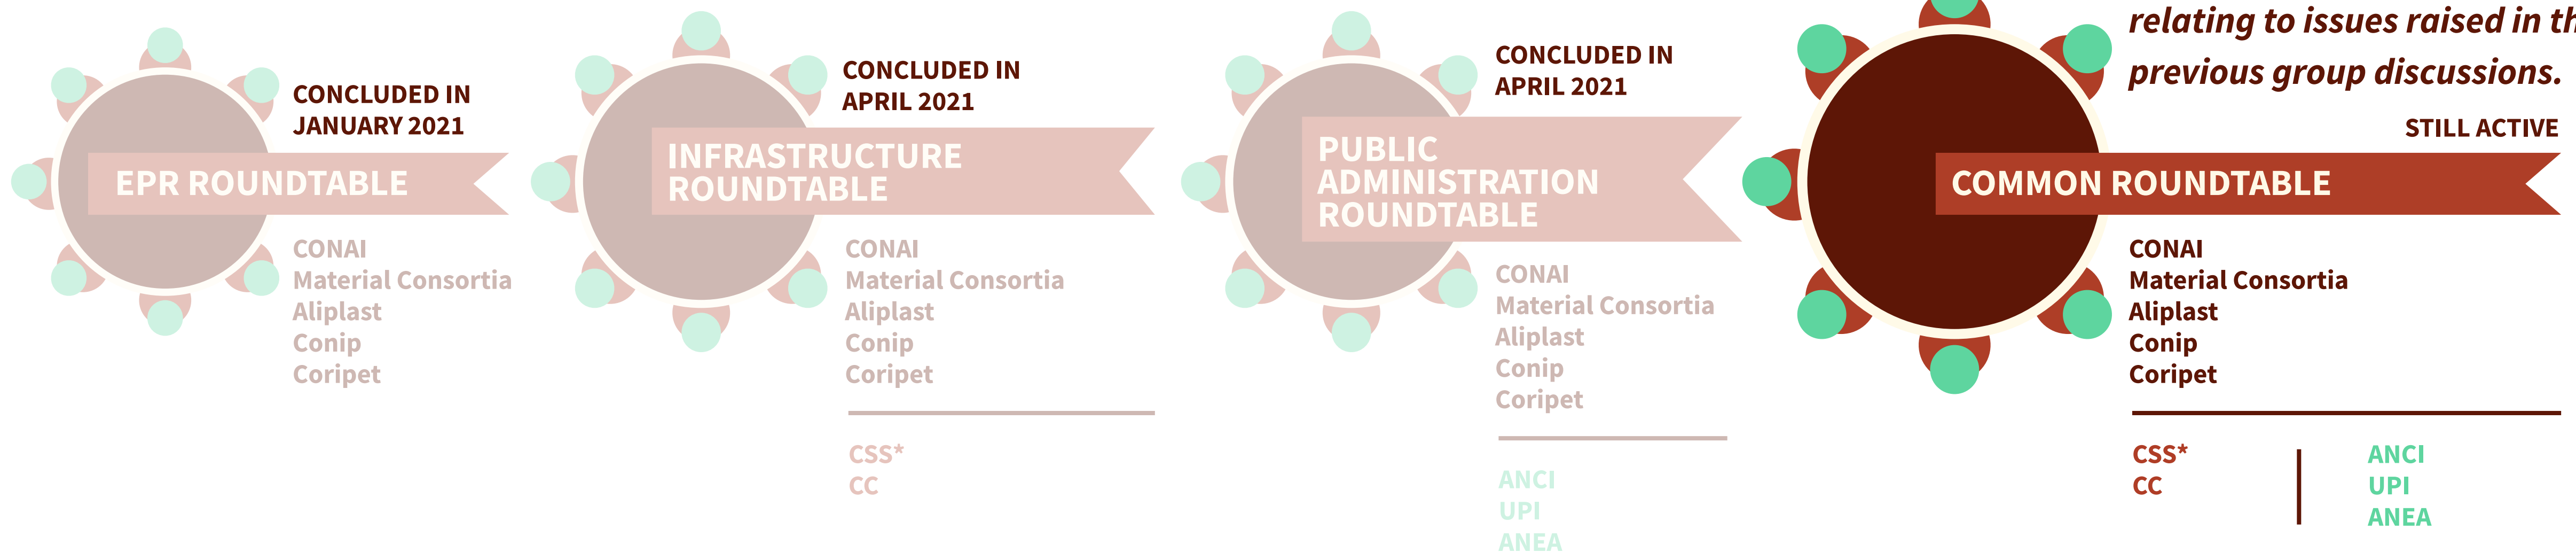 CONCLUDED IN
JANUARY 2021
EPR ROUNDTABLE
CONAI
Material Consortia
Aliplast
Conip
Coripet
CONCLUDED IN
APRIL 2021
INFRASTRUCTURE
ROUNDTABLE
CONAI
Material Consortia
Aliplast
Conip
Coripet
CSS*
CC
CONCLUDED IN
APRIL 2021
PUBLIC
ADMINISTRATION
ROUNDTABLE
CONAI
Material Consortia
Aliplast
Conip
Coripet
ANCI
UPI
ANEA
relating to issues raised in
previous group discussions.
STILL ACTIVE
COMMON ROUNDTABLE
CONAI
Material Consortia
Aliplast
Conip
Coripet
CSS*
CC
ANCI
UPI
ANEA